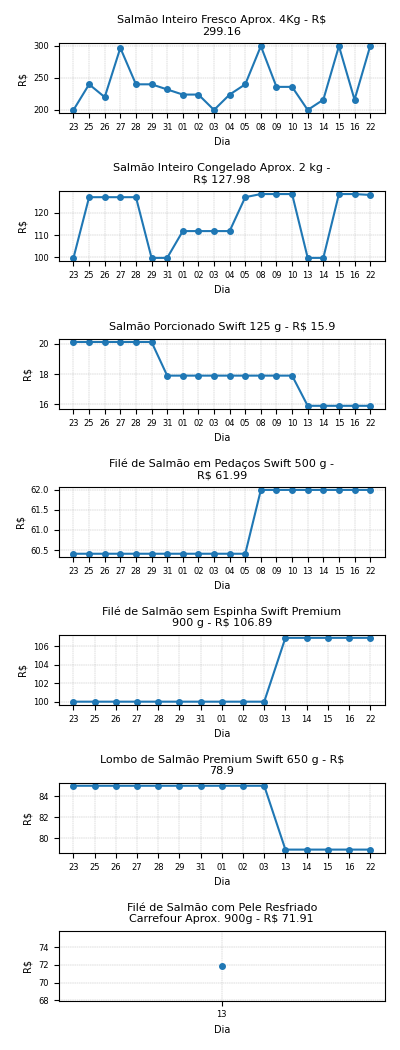 Salmão Inteiro Fresco Aprox. 4Kg - R$
299.16
300
250
200
R$
23 25 26 27 28 29 31 01 02 03 04 05 08 09 10 13 14 15 16 22
Dia
Salmão Inteiro Congelado Aprox. 2 kg -
R$ 127.98
120
110
100
R$
23 25 26 27 28 29 31 01 02 03 04 05 08 09 10 13 14 15 16 22
Dia
Salmão Porcionado Swift 125 g - R$ 15.9
20
18
16
R$
23 25 26 27 28 29 31 01 02 03 04 05 08 09 10 13 14 15 16 22
Dia
Filé de Salmão em Pedaços Swift 500 g -
R$ 61.99
62.0
61.5
61.0
60.5
R$
23 25 26 27 28 29 31 01 02 03 04 05 08 09 10 13 14 15 16 22
Dia
Filé de Salmão sem Espinha Swift Premium
900 g - R$ 106.89
106
104
102
100
R$
23 25 26 27 28 29 31 01 02 03 13 14 15 16 22
Dia
Lombo de Salmão Premium Swift 650 g - R$
78.9
84
82
80
R$
23 25 26 27 28 29 31 01 02 03 13 14 15 16 22
Dia
Filé de Salmão com Pele Resfriado
Carrefour Aprox. 900g - R$ 71.91
74
72
70
68
R$
13
Dia